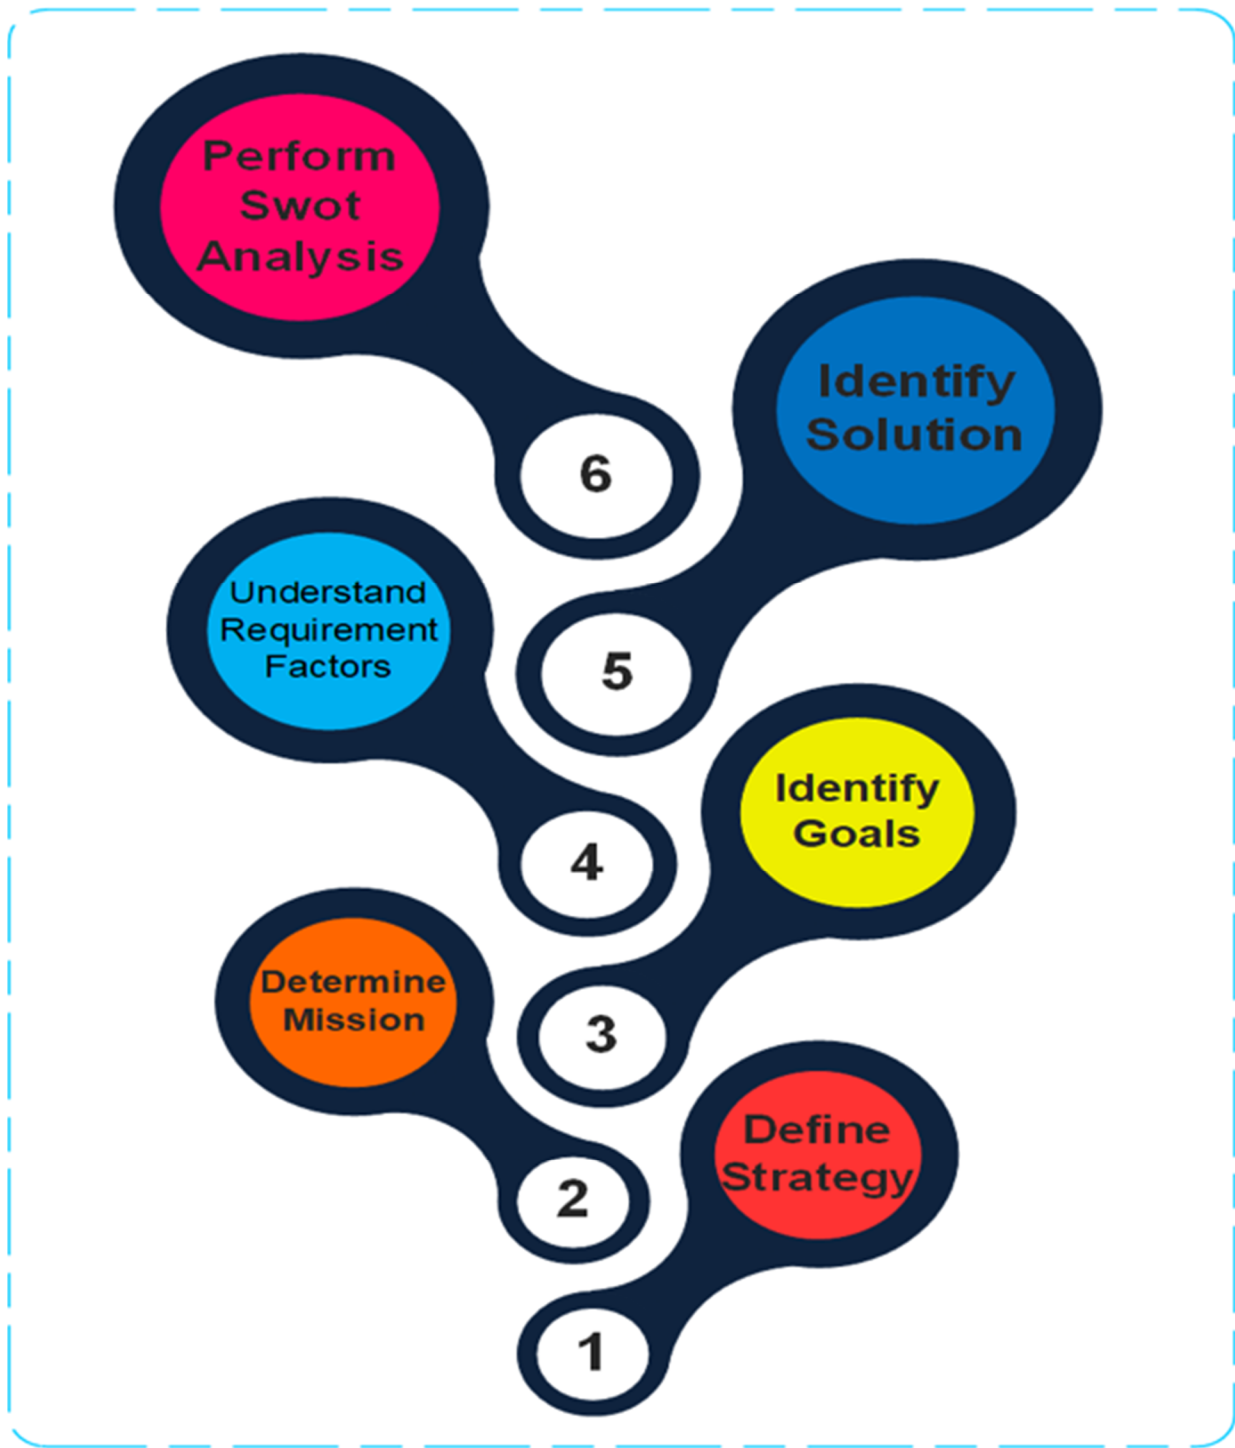 Perform
Swot
Analysis
Identify
Solution
6
Understand
Requirement
Factors
5
Identify
Goals
4
Determine
Mission
3
Define
Strategy
2
1